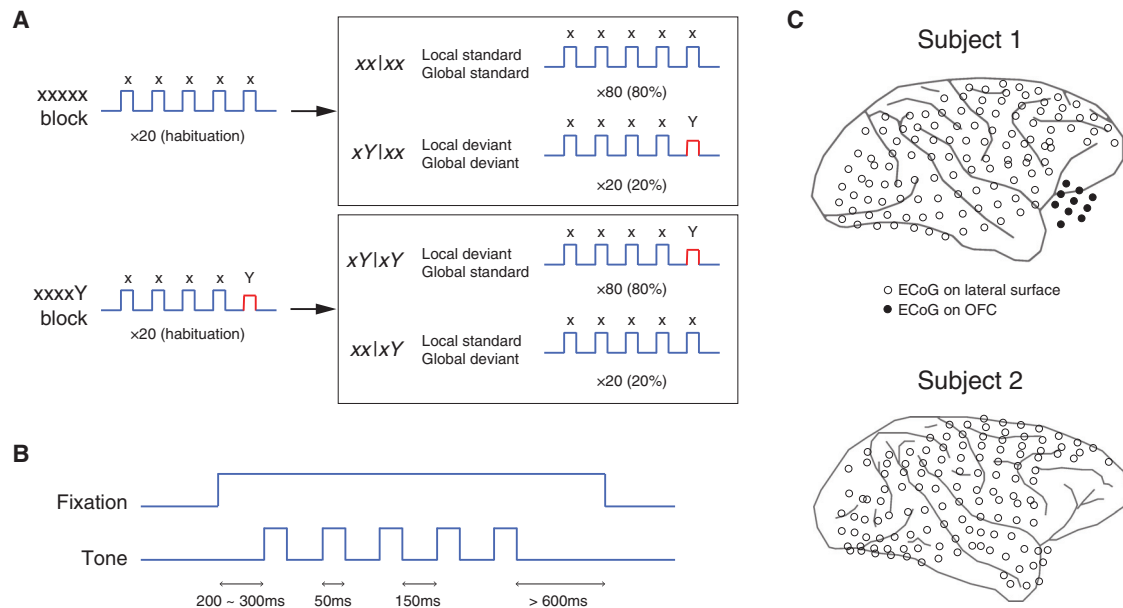 A
xxxxx
block
x x x x x
×20 (habituation)
xx|xx
Local standard
Global standard
x x x x x
×80 (80%)
xY|xx
Local deviant
Global deviant
x x x x Y
×20 (20%)
xxxxY
block
x x x x Y
×20 (habituation)
xY|xY
Local deviant
Global standard
x x x x Y
×80 (80%)
xx|xY
Local standard
Global deviant
x x x x x
×20 (20%)
B
Fixation
Tone
200 ~ 300ms 50ms 150ms > 600ms
C
Subject 1
ECoG on lateral surface
ECoG on OFC
Subject 2